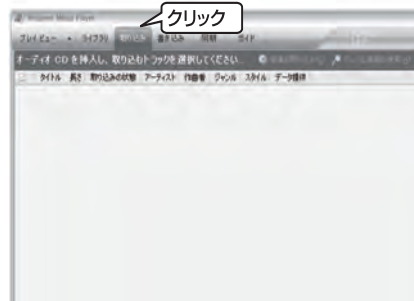 クリック
Windows Media Player
プレイビュー ライブラリ 取り込み 書き込み 同期 ガイド
オーディオ CD を挿入し、取り込むトラックを選択してください。
タイトル 長さ 取り込みの状態 アーティスト 作曲者 ジャンル スタイル データ提供